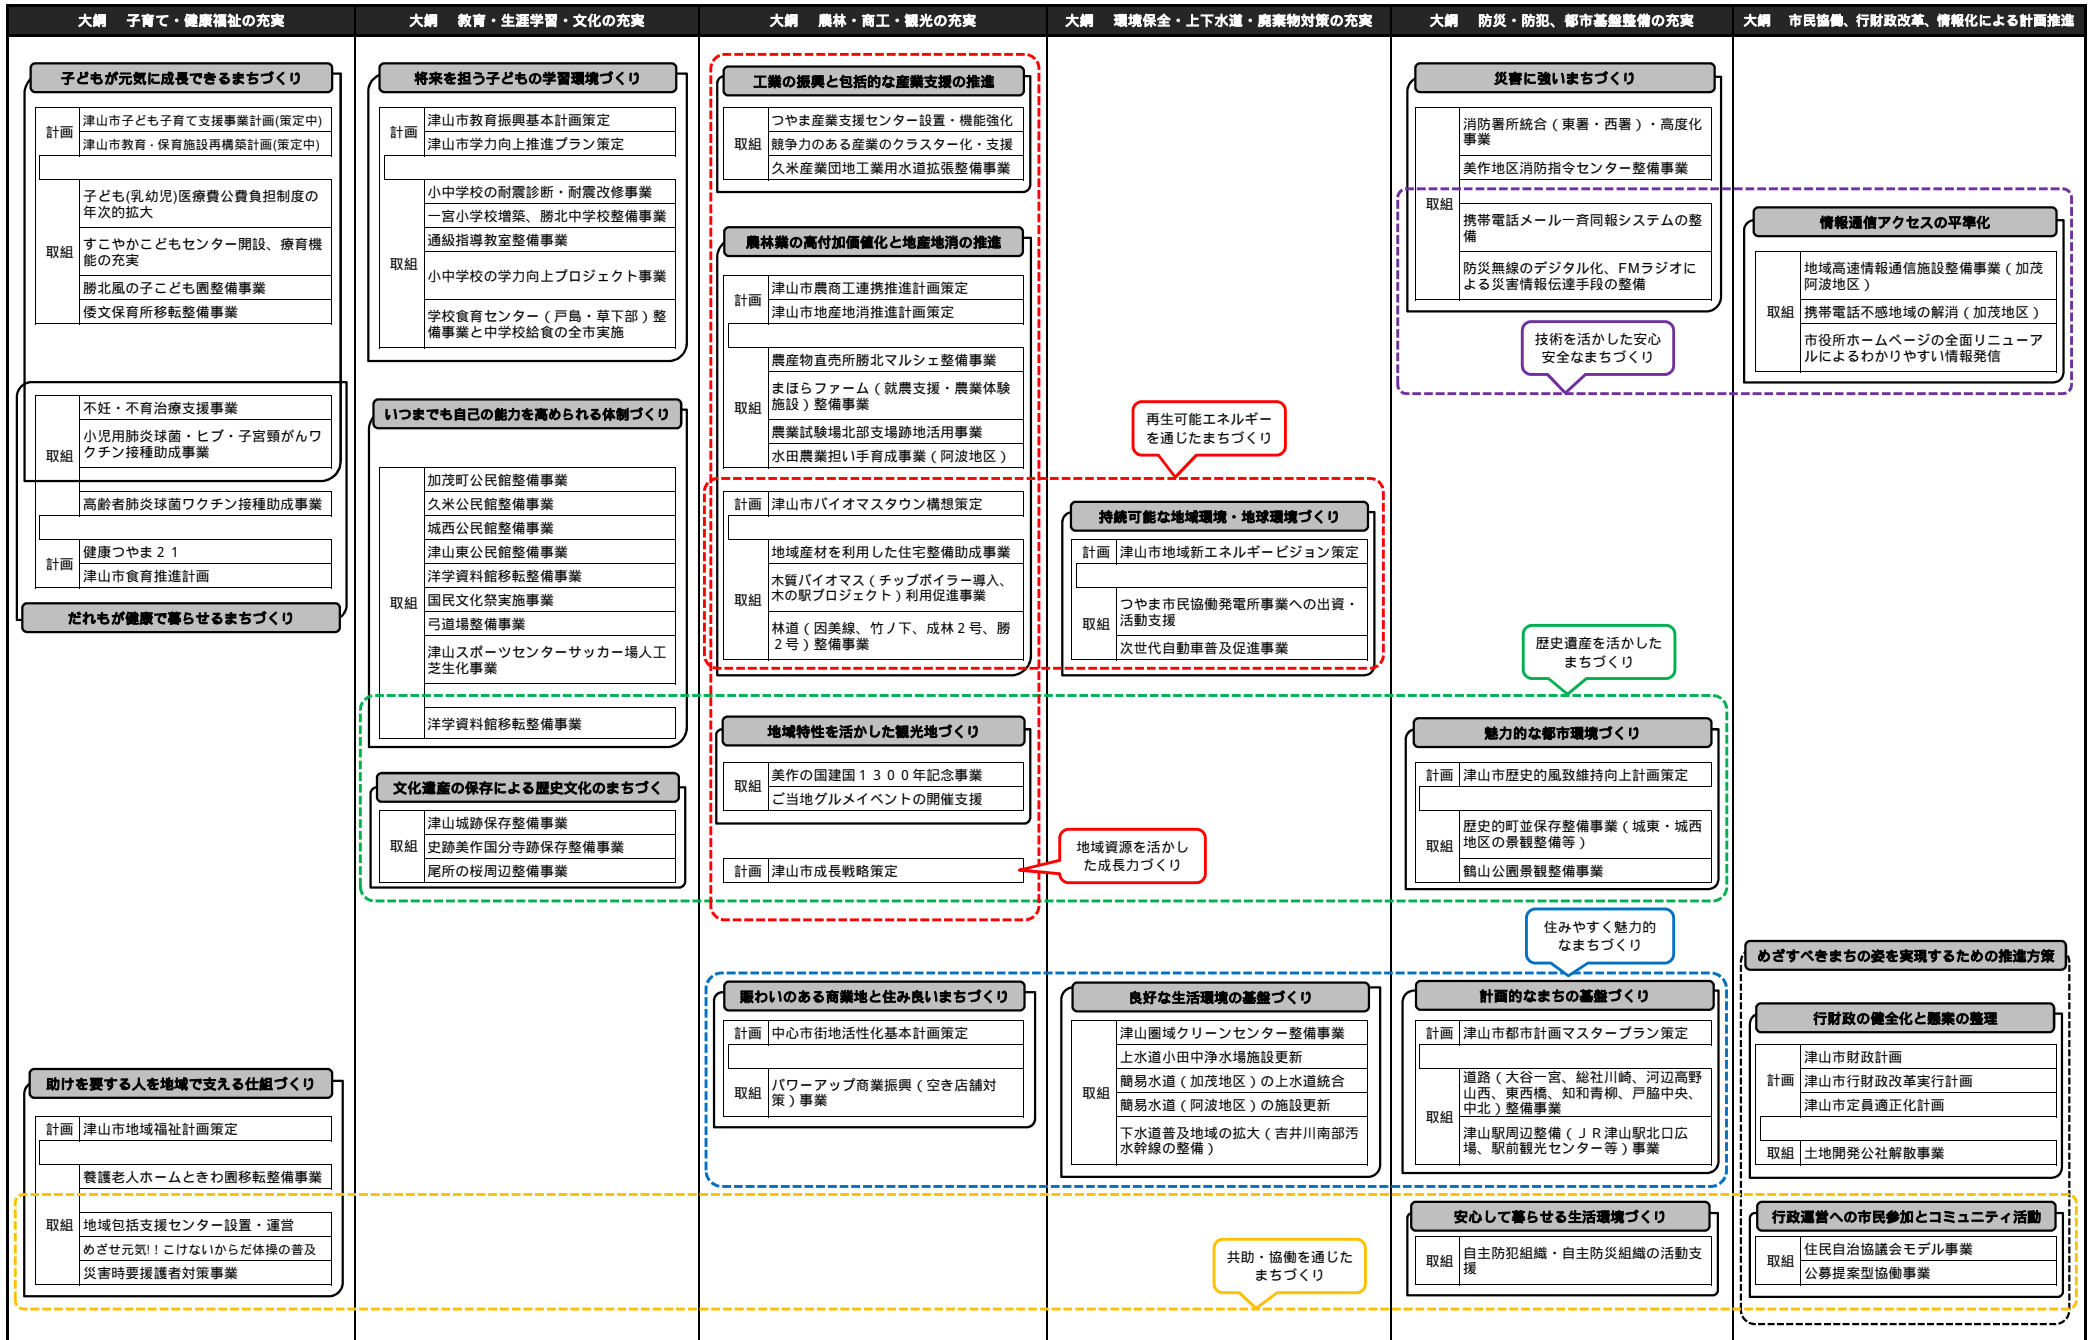 大綱　子育て・健康福祉の充実
子どもが元気に成長できるまちづくり
計画
津山市子ども子育て支援事業計画(策定中)
津山市教育・保育施設再構築計画(策定中)
取組
子ども(乳幼児)医療費公費負担制度の
年次的拡大
すこやかこどもセンター開設、療育機
能の充実
勝北風の子こども園整備事業
倭文保育所移転整備事業
取組
不妊・不育治療支援事業
小児用肺炎球菌・ヒブ・子宮頸がんワ
クチン接種助成事業
高齢者肺炎球菌ワクチン接種助成事業
計画
健康つやま２１
津山市食育推進計画
だれもが健康で暮らせるまちづくり
助けを要する人を地域で支える仕組づくり
計画
津山市地域福祉計画策定
取組
養護老人ホームときわ園移転整備事業
地域包括支援センター設置・運営
めざせ元気!！こけないからだ体操の普及
災害時要援護者対策事業
大綱　教育・生涯学習・文化の充実
将来を担う子どもの学習環境づくり
計画
津山市教育振興基本計画策定
津山市学力向上推進プラン策定
取組
小中学校の耐震診断・耐震改修事業
一宮小学校増築、勝北中学校整備事業
通級指導教室整備事業
小中学校の学力向上プロジェクト事業
学校食育センター（戸島・草下部）整
備事業と中学校給食の全市実施
いつまでも自己の能力を高められる体制づくり
取組
加茂町公民館整備事業
久米公民館整備事業
城西公民館整備事業
津山東公民館整備事業
洋学資料館移転整備事業
国民文化祭実施事業
弓道場整備事業
津山スポーツセンターサッカー場人工
芝生化事業
洋学資料館移転整備事業
文化遺産の保存による歴史文化のまちづく
取組
津山城跡保存整備事業
史跡美作国分寺跡保存整備事業
尾所の桜周辺整備事業
大綱　農林・商工・観光の充実
工業の振興と包括的な産業支援の推進
取組
つやま産業支援センター設置・機能強化
競争力のある産業のクラスター化・支援
久米産業団地工業用水道拡張整備事業
農林業の高付加価値化と地産地消の推進
計画
津山市農商工連携推進計画策定
津山市地産地消推進計画策定
取組
農産物直売所勝北マルシェ整備事業
まほらファーム（就農支援・農業体験
施設）整備事業
農業試験場北部支場跡地活用事業
水田農業担い手育成事業（阿波地区）
計画
津山市バイオマスタウン構想策定
取組
地域産材を利用した住宅整備助成事業
木質バイオマス（チップボイラー導入、
木の駅プロジェクト）利用促進事業
林道（因美線、竹ノ下、成林２号、勝
２号）整備事業
地域特性を活かした観光地づくり
取組
美作の国建国１３００年記念事業
ご当地グルメイベントの開催支援
計画
津山市成長戦略策定
地域資源を活かし
た成長力づくり
賑わいのある商業地と住み良いまちづくり
計画
中心市街地活性化基本計画策定
取組
パワーアップ商業振興（空き店舗対
策）事業
大綱　環境保全・上下水道・廃棄物対策の充実
再生可能エネルギー
を通じたまちづくり
持続可能な地域環境・地球環境づくり
計画
津山市地域新エネルギービジョン策定
取組
つやま市民協働発電所事業への出資・
活動支援
次世代自動車普及促進事業
良好な生活環境の基盤づくり
取組
津山圏域クリーンセンター整備事業
上水道小田中浄水場施設更新
簡易水道（加茂地区）の上水道統合
簡易水道（阿波地区）の施設更新
下水道普及地域の拡大（吉井川南部汚
水幹線の整備）
共助・協働を通じた
まちづくり
大綱　防災・防犯、都市基盤整備の充実
災害に強いまちづくり
取組
消防署所統合（東署・西署）・高度化
事業
美作地区消防指令センター整備事業
携帯電話メール一斉同報システムの整
備
防災無線のデジタル化、FMラジオに
よる災害情報伝達手段の整備
技術を活かした安心
安全なまちづくり
歴史遺産を活かした
まちづくり
魅力的な都市環境づくり
計画
津山市歴史的風致維持向上計画策定
取組
歴史的町並保存整備事業（城東・城西
地区の景観整備等）
鶴山公園景観整備事業
住みやすく魅力的
なまちづくり
計画的なまちの基盤づくり
計画
津山市都市計画マスタープラン策定
取組
道路（大谷一宮、総社川崎、河辺高野
山西、東西橋、知和青柳、戸脇中央、
中北）整備事業
津山駅周辺整備（ＪＲ津山駅北口広
場、駅前観光センター等）事業
安心して暮らせる生活環境づくり
取組
自主防犯組織・自主防災組織の活動支
援
大綱　市民協働、行財政改革、情報化による計画推進
情報通信アクセスの平準化
取組
地域高速情報通信施設整備事業（加茂
阿波地区）
携帯電話不感地域の解消（加茂地区）
市役所ホームページの全面リニューア
ルによるわかりやすい情報発信
めざすべきまちの姿を実現するための推進方策
行財政の健全化と懸案の整理
計画
津山市財政計画
津山市行財政改革実行計画
津山市定員適正化計画
取組
土地開発公社解散事業
行政運営への市民参加とコミュニティ活動
取組
住民自治協議会モデル事業
公募提案型協働事業